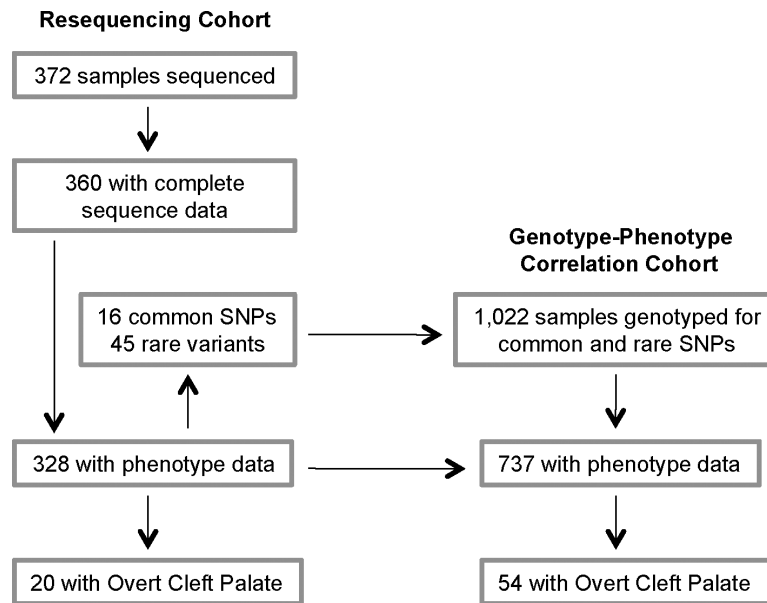 Resequencing Cohort
372 samples sequenced
360 with complete
sequence data
Genotype-Phenotype
Correlation Cohort
16 common SNPs
45 rare variants
1,022 samples genotyped for
common and rare SNPs
328 with phenotype data
737 with phenotype data
20 with Overt Cleft Palate
54 with Overt Cleft Palate